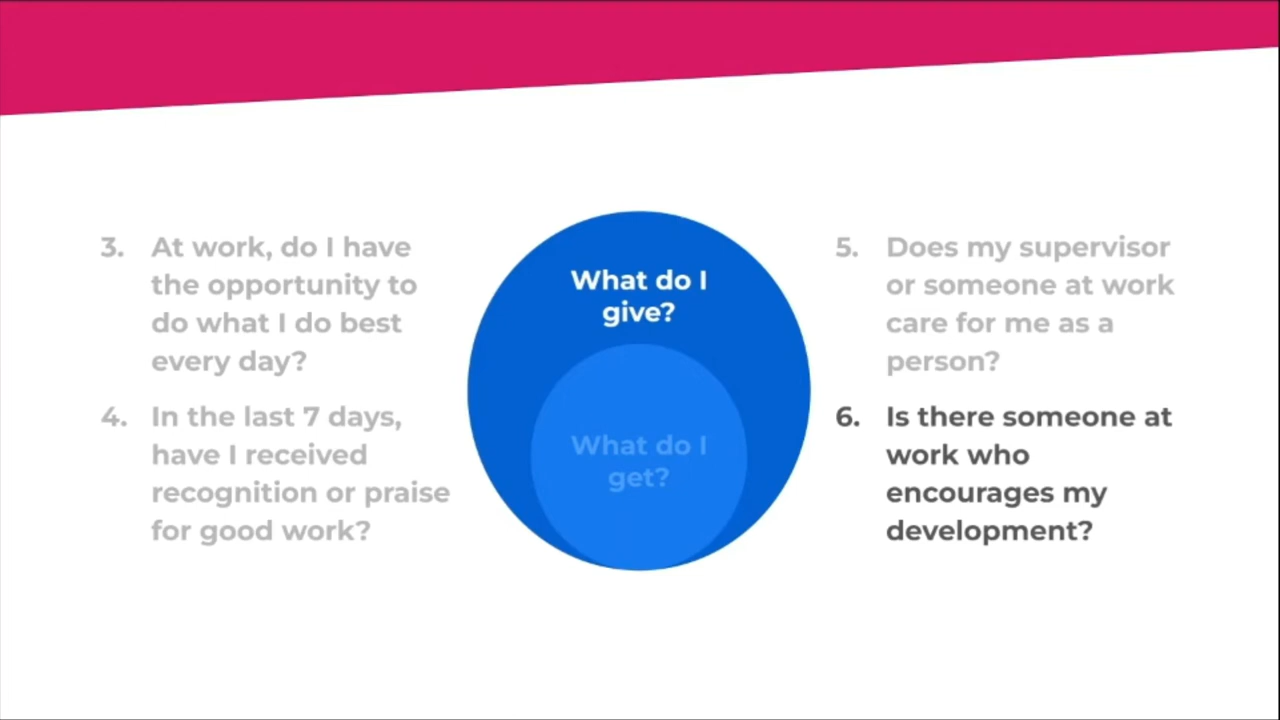 3. At work, do I have
the opportunity to
do what I do best
every day?
4. In the last 7 days,
have I received
recognition or praise
for good work?
What do I
give?
What do I
get?
5. Does my supervisor
or someone at work
care for me as a
person?
6. Is there someone at
work who
encourages my
development?